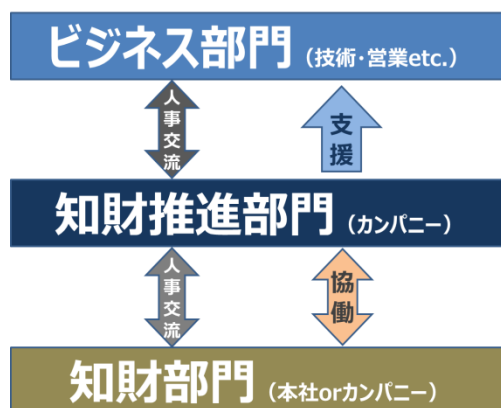 ビジネス部門（技術・営業etc.）
人事交流
支援
知財推進部門（カンパニー）
人事交流
協働
知財部門（本社orカンパニー）